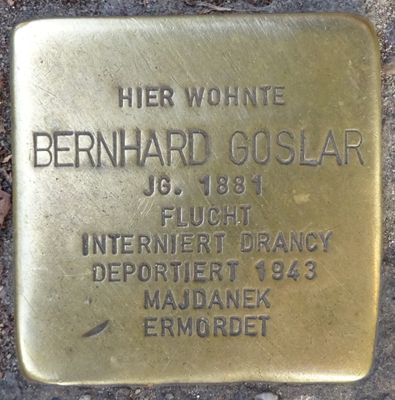 HIER WOHNTE
BERNHARD GOSLAR
JG. 1881
FLUCHT
INTERNIERT DRANCY
DEPORTIERT 1943
MAJDANEK
ERMORDET